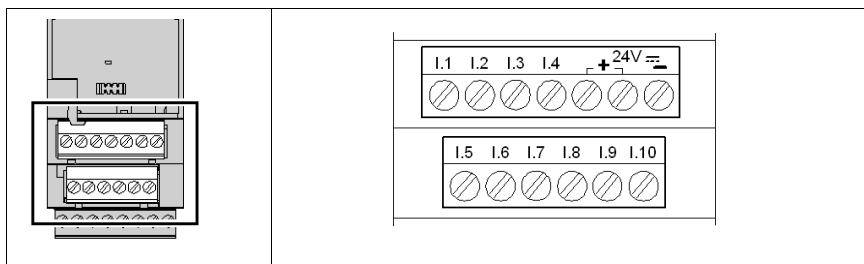 I.1 I.2 I.3 I.4 + 24V ⎓ -
I.5 I.6 I.7 I.8 I.9 I.10